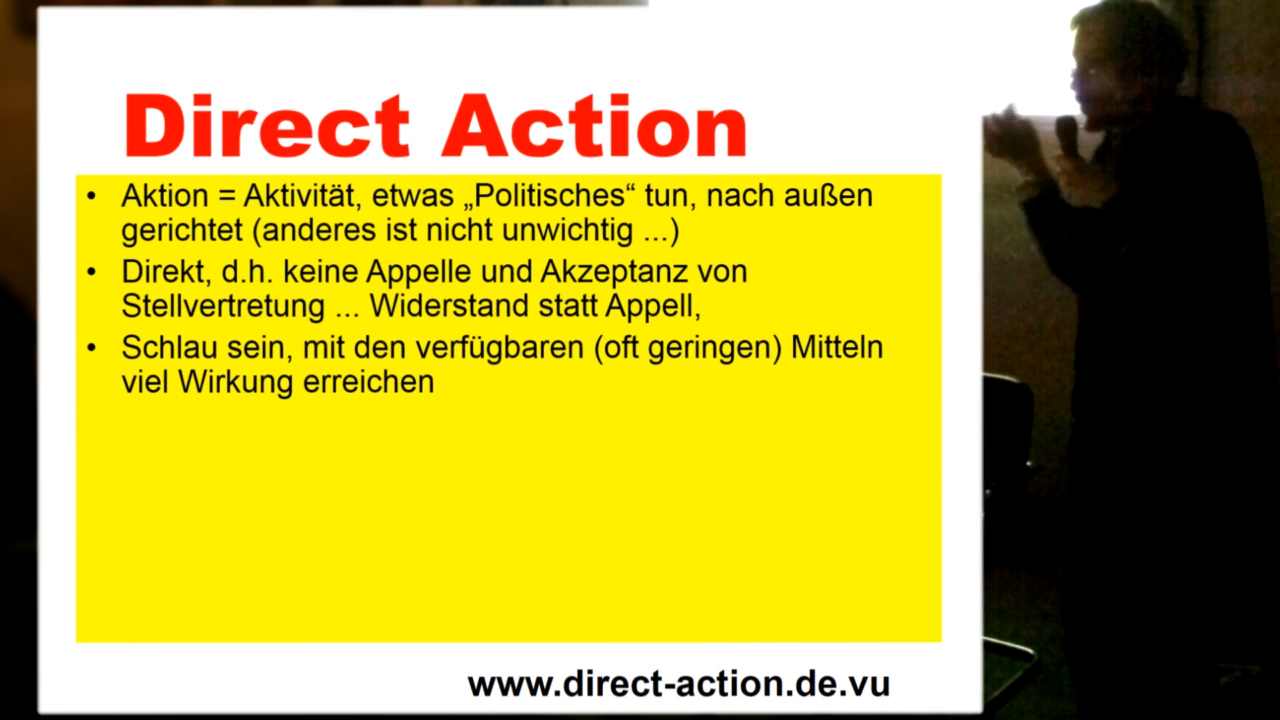 Direct Action
• Aktion = Aktivität, etwas „Politisches“ tun, nach außen
gerichtet (anderes ist nicht unwichtig ...)
• Direkt, d.h. keine Appelle und Akzeptanz von
Stellvertretung ... Widerstand statt Appell,
• Schlau sein, mit den verfügbaren (oft geringen) Mitteln
viel Wirkung erreichen
www.direct-action.de.vu